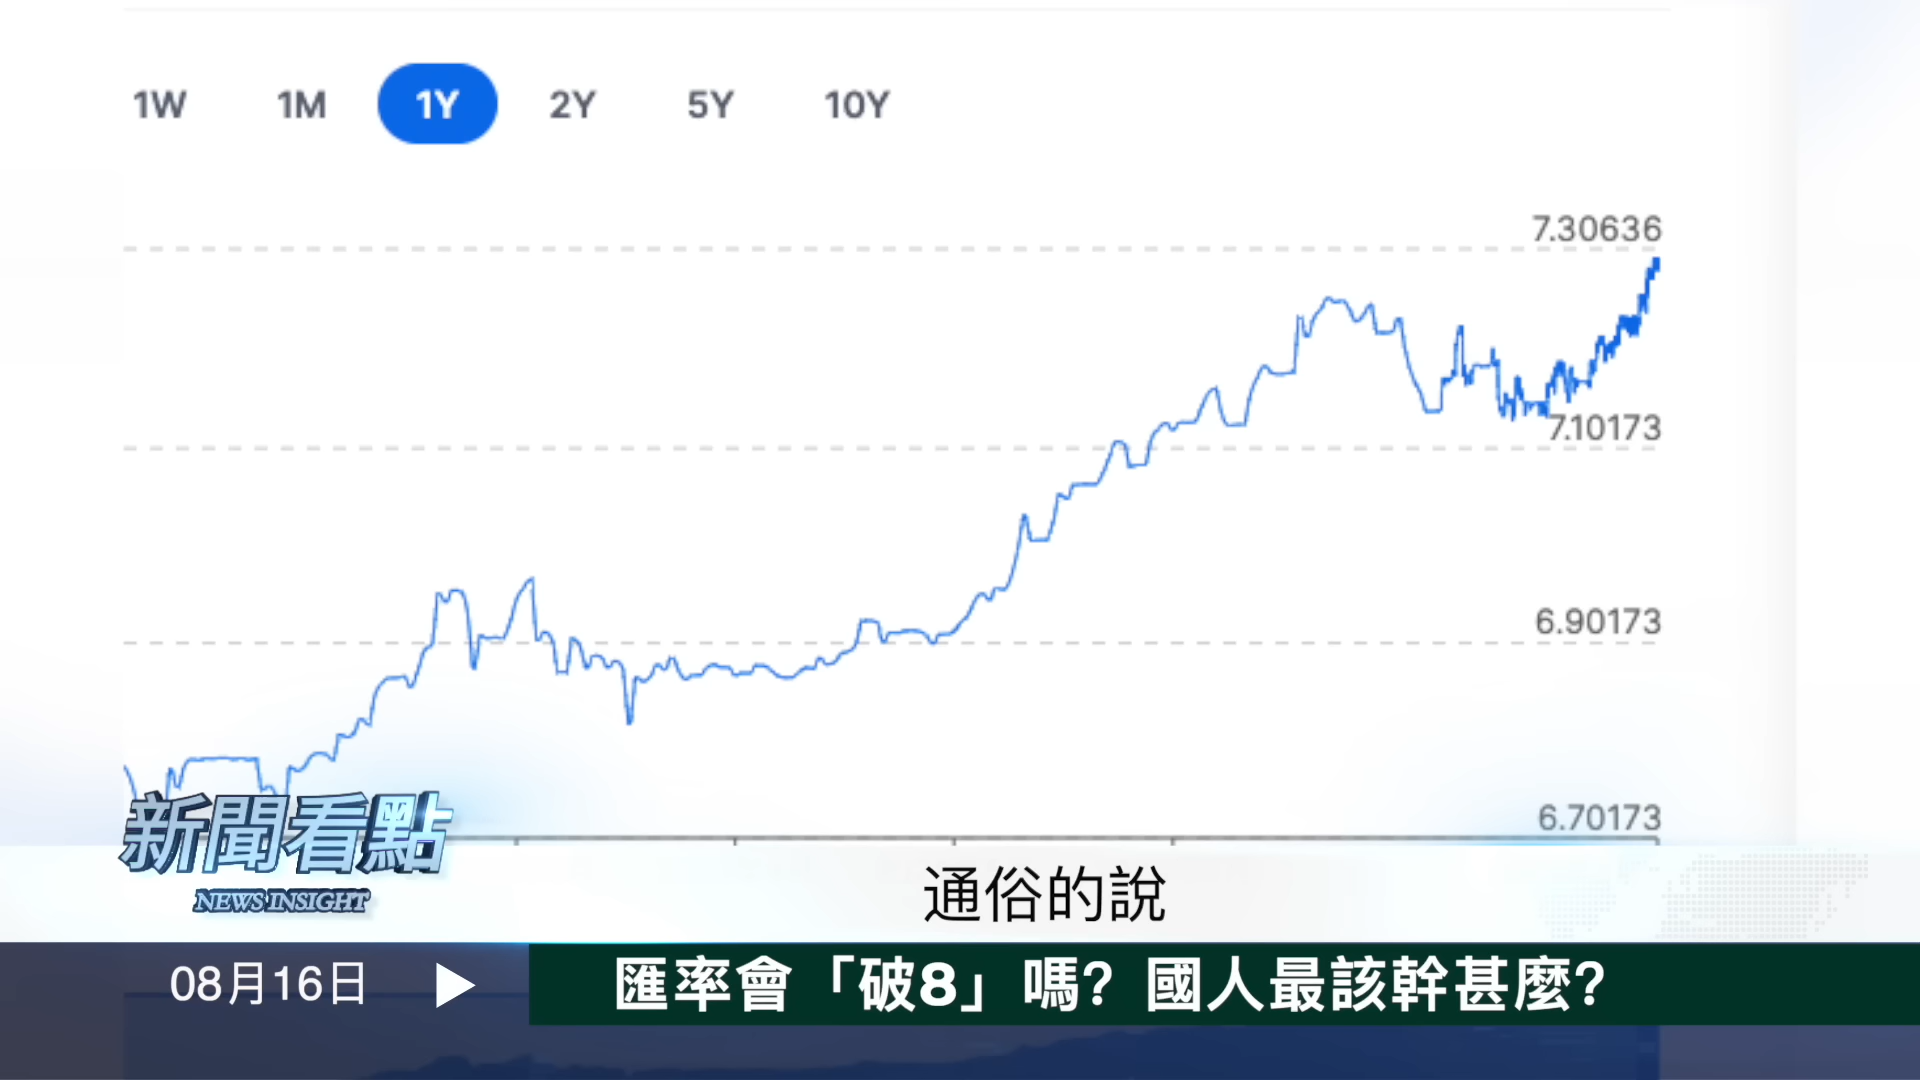 1W 1M 1Y 2Y 5Y 10Y
7.30636
7.10173
6.90173
6.70173
新聞看點
NEWS INSIGHT
通俗的說
08月16日
匯率會「破8」嗎？國人最該幹甚麼？